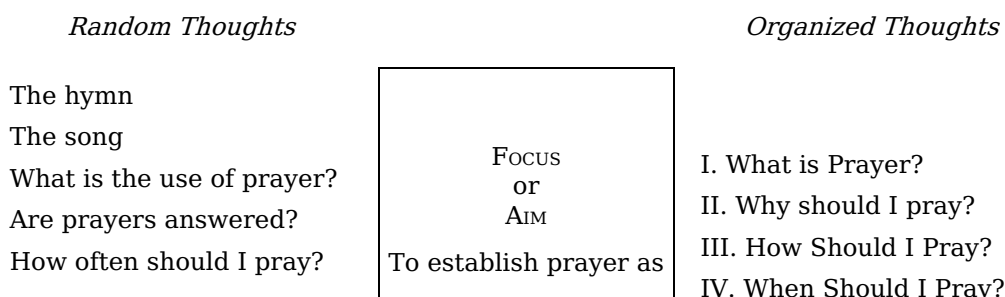 Random Thoughts
Organized Thoughts
The hymn
The song
What is the use of prayer?
Are prayers answered?
How often should I pray?
Focus
or
Aim
To establish prayer as
I. What is Prayer?
II. Why should I pray?
III. How Should I Pray?
IV. When Should I Pray?